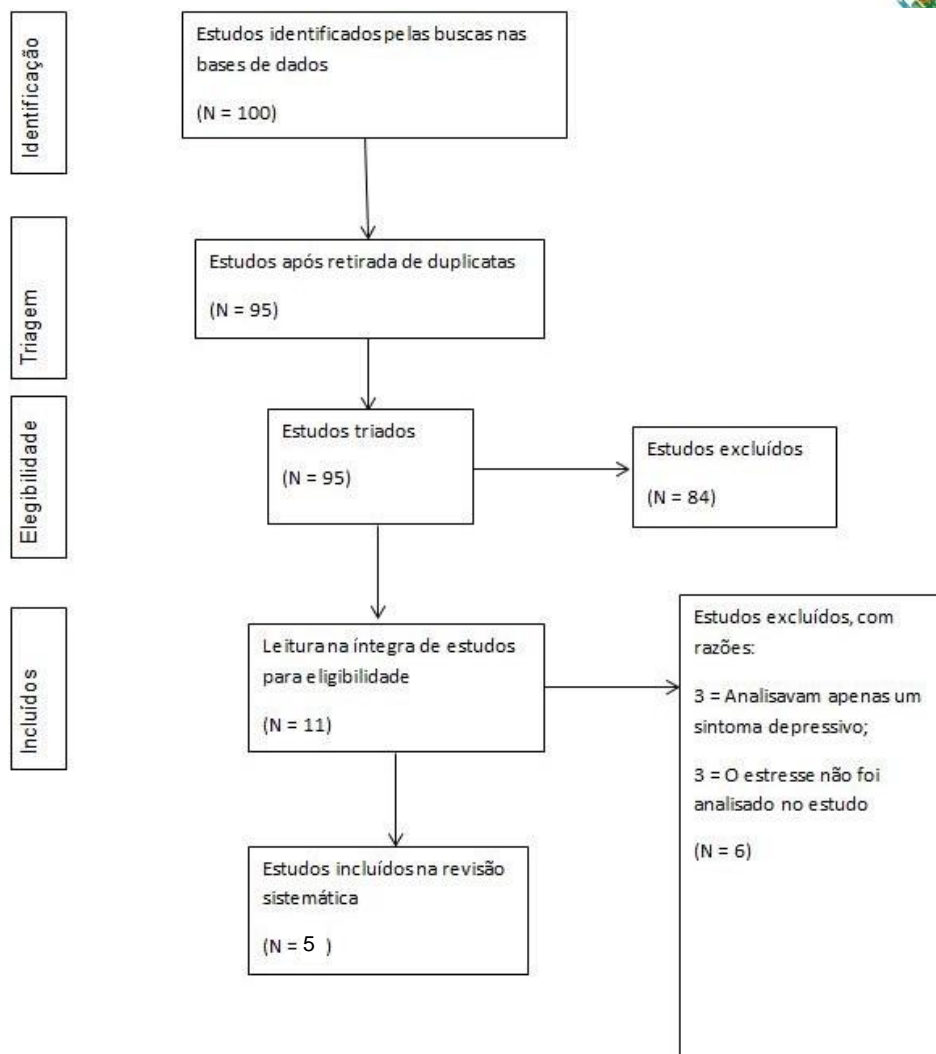 Identificação
Estudos identificados pelas buscas nas
bases de dados
(N = 100)
Triagem
Estudos após retirada de duplicatas
(N = 95)
Elegibilidade
Estudos triados
(N = 95)
Estudos excluídos
(N = 84)
Incluídos
Leitura na íntegra de estudos
para eligibilidade
(N = 11)
Estudos excluídos, com
razões:
3 = Analisavam apenas um
sintoma depressivo;
3 = O estresse não foi
analisado no estudo
(N = 6)
Estudos incluídos na revisão
sistemática
(N = 5 )